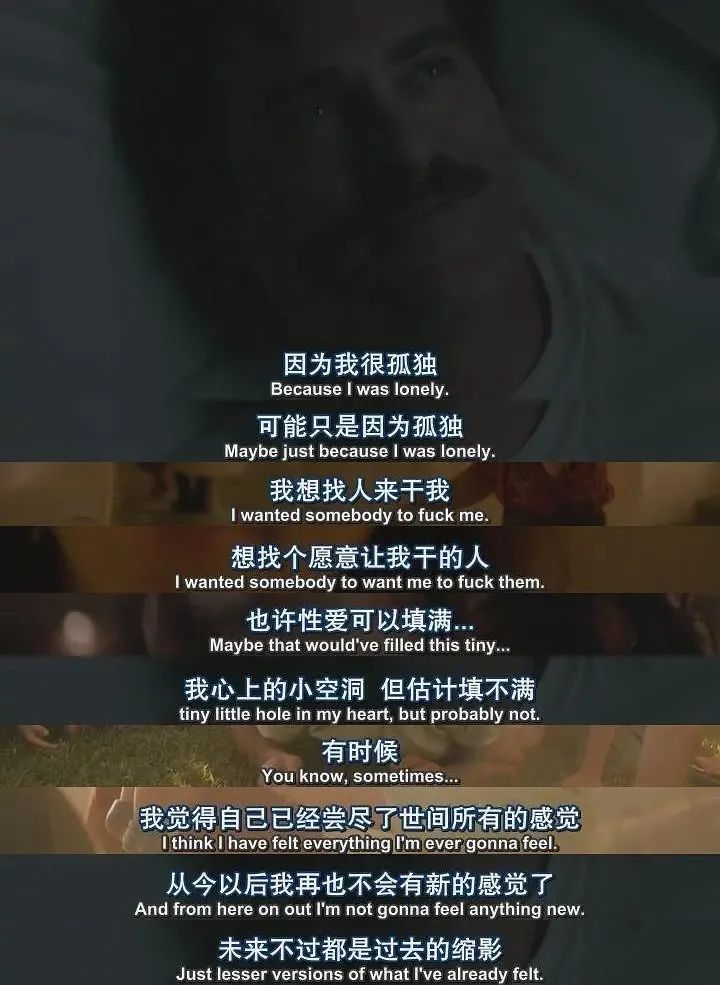 因为我很孤独
Because I was lonely.
可能只是因为孤独
Maybe just because I was lonely.
我想找人来干我
I wanted somebody to fuck me.
想找个愿意让我干的人
I wanted somebody to want me to fuck them.
也许性爱可以填满...
Maybe that would've filled this tiny...
我心上的小空洞 但估计填不满
tiny little hole in my heart, but probably not.
有时候
You know, sometimes...
我觉得自己已经尝尽了世间所有的感觉
I think I have felt everything I'm ever gonna feel.
从今以后我再也不会有新的感觉了
And from here on out I'm not gonna feel anything new.
未来不过都是过去的缩影
Just lesser versions of what I've already felt.